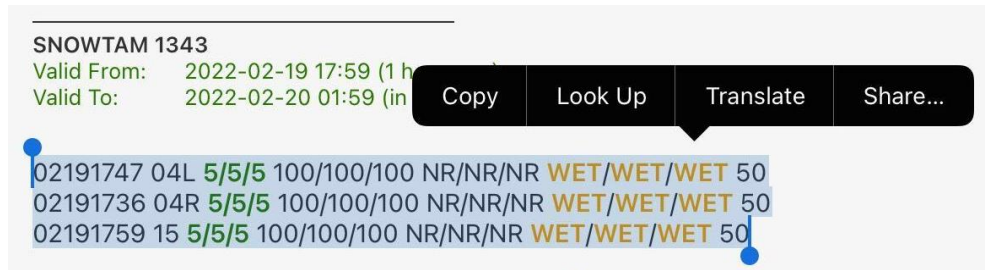 SNOWTAM 1343
Valid From: 2022-02-19 17:59 (1 h
Valid To: 2022-02-20 01:59 (in
Copy Look Up Translate Share...
02191747 04L 5/5/5 100/100/100 NR/NR/NR WET/WET/WET 50
02191736 04R 5/5/5 100/100/100 NR/NR/NR WET/WET/WET 50
02191759 15 5/5/5 100/100/100 NR/NR/NR WET/WET/WET 50